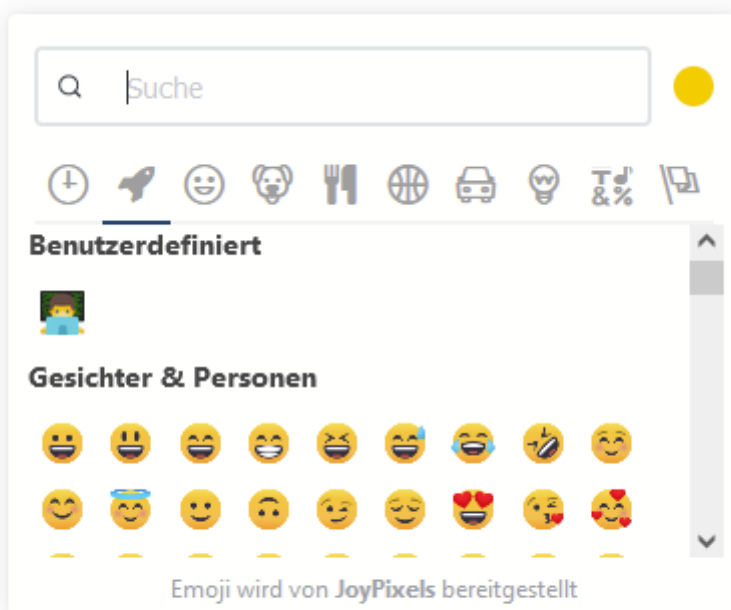 Suche
Benutzerdefiniert
Gesichter & Personen
Emoji wird von JoyPixels bereitgestellt